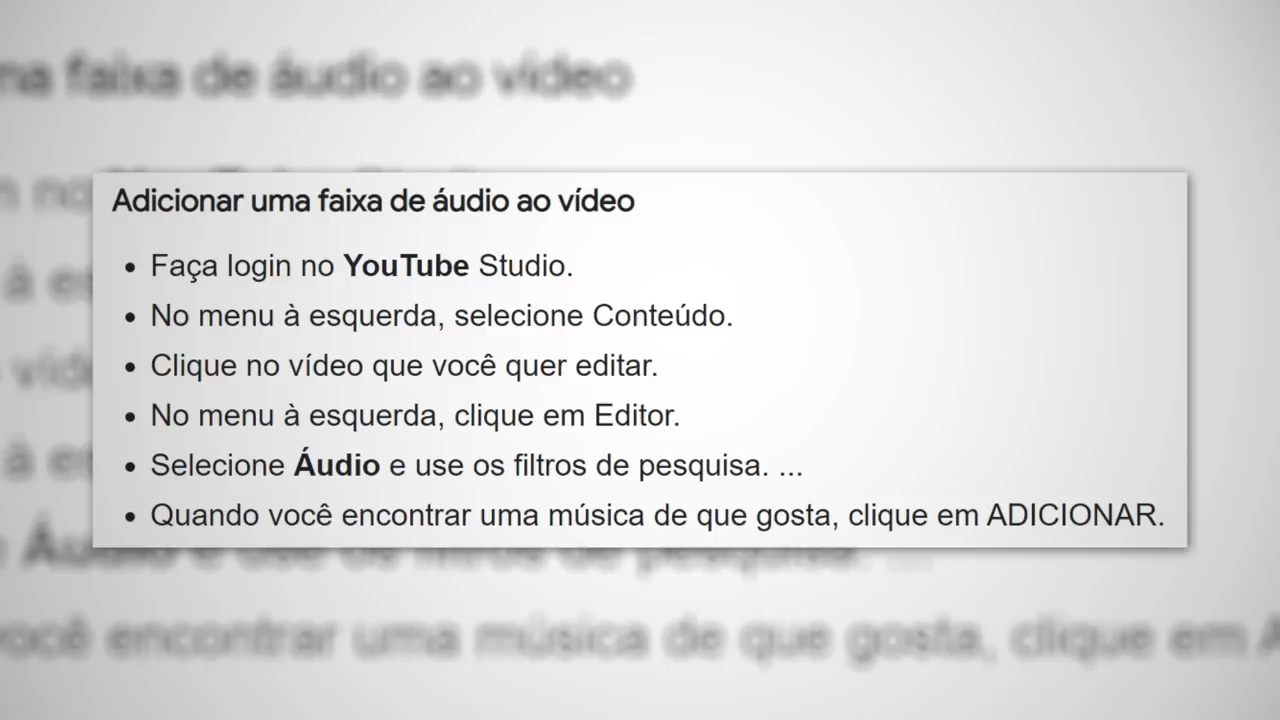 Adicionar uma faixa de áudio ao vídeo
• Faça login no YouTube Studio.
• No menu à esquerda, selecione Conteúdo.
• Clique no vídeo que você quer editar.
• No menu à esquerda, clique em Editor.
• Selecione Áudio e use os filtros de pesquisa. ...
• Quando você encontrar uma música de que gosta, clique em ADICIONAR.